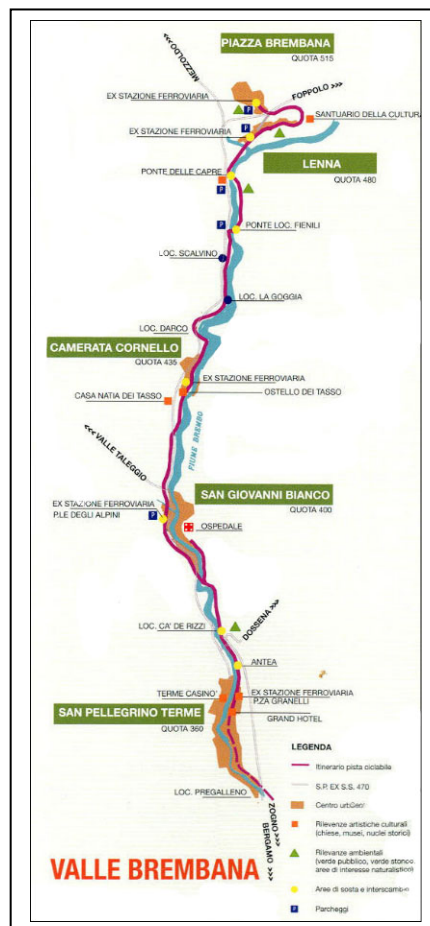 PIAZZA BREMBANA
QUOTA 515
MEZZOLDO >>>
FOPPOLO >>>
EX STAZIONE FERROVIARIA
P
SANTUARIO DELLA CULTURA
EX STAZIONE FERROVIARIA
P
LENNA
QUOTA 480
PONTE DELLE CAPRE
P
P
PONTE LOC. FIENILI
LOC. SCALVINO
LOC. LA GOGGIA
LOC. DARCO
CAMERATA CORNELLO
QUOTA 435
EX STAZIONE FERROVIARIA
CASA NATIA DEI TASSO
OSTELLO DEI TASSO
FIUME BREMBO
<<< VALLE TALEGGIO
SAN GIOVANNI BIANCO
QUOTA 400
EX STAZIONE FERROVIARIA
P.LE DEGLI ALPINI
P
OSPEDALE
LOC. CA' DE RIZZI
DOSSENA >>>
ANTEA
TERME CASINO'
EX STAZIONE FERROVIARIA
P.ZA GRANELLI
SAN PELLEGRINO TERME
QUOTA 360
GRAND HOTEL
LOC. PREGALLENO
ZOGNO >>>
BERGAMO >>>
VALLE BREMBANA
LEGENDA
Itinerario pista ciclabile
S.P. EX S.S. 470
Centro urbano
Rilevenze artistiche culturali
(chiese, musei, nuclei storici)
Rilevanze ambientali
(verde pubblico, verde storico
aree di interesse naturalistico)
Aree di sosta e interscambio
P
Parcheggi